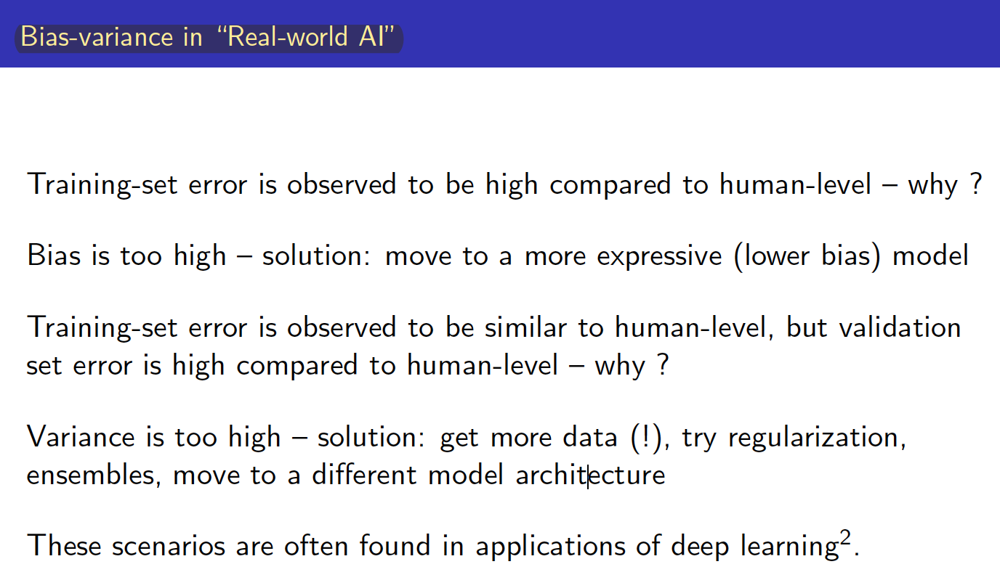 Bias-variance in “Real-world AI”
Training-set error is observed to be high compared to human-level – why ?
Bias is too high – solution: move to a more expressive (lower bias) model
Training-set error is observed to be similar to human-level, but validation
set error is high compared to human-level – why ?
Variance is too high – solution: get more data (!), try regularization,
ensembles, move to a different model architecture
These scenarios are often found in applications of deep learning².